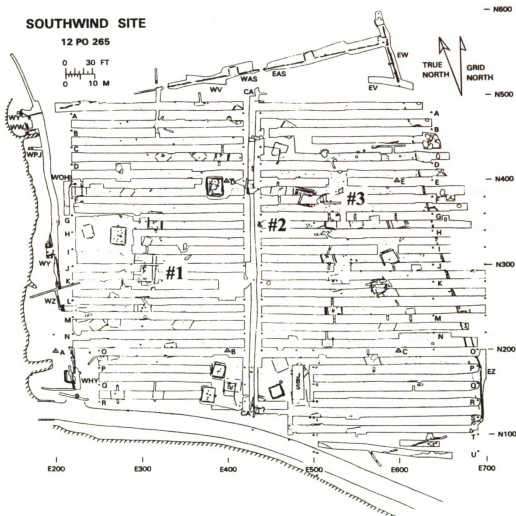 SOUTHWIND SITE
12 PO 265
0 30 FT
0 10 M
TRUE NORTH
GRID NORTH
N600
N500
N400
N300
N200
N100
E200 E300 E400 E500 E600 E700
WAS
EAS
WV
CA
EW
EV
WPJ
WOH
WY
WZ
WHY
EZ
CA
#1
#2
#3
A
B
C
D
G
H
I
J
L
M
N
O
P
Q
R
A
B
D
E
G
H
J
K
M
N
O
P
Q
R
T
U
A
B
C
E